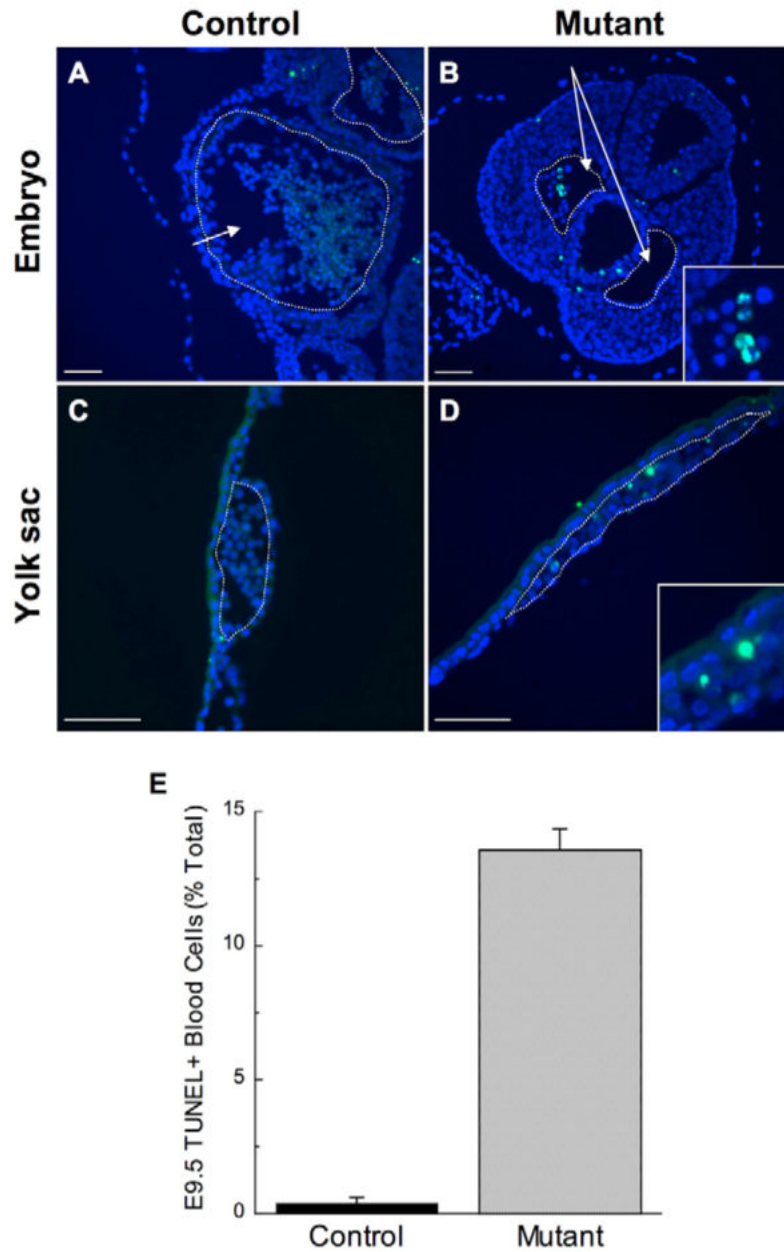 Control Mutant
A B
Embryo
C D
Yolk sac
E
E9.5 TUNEL+ Blood Cells (% Total)
15
10
5
0
Control Mutant